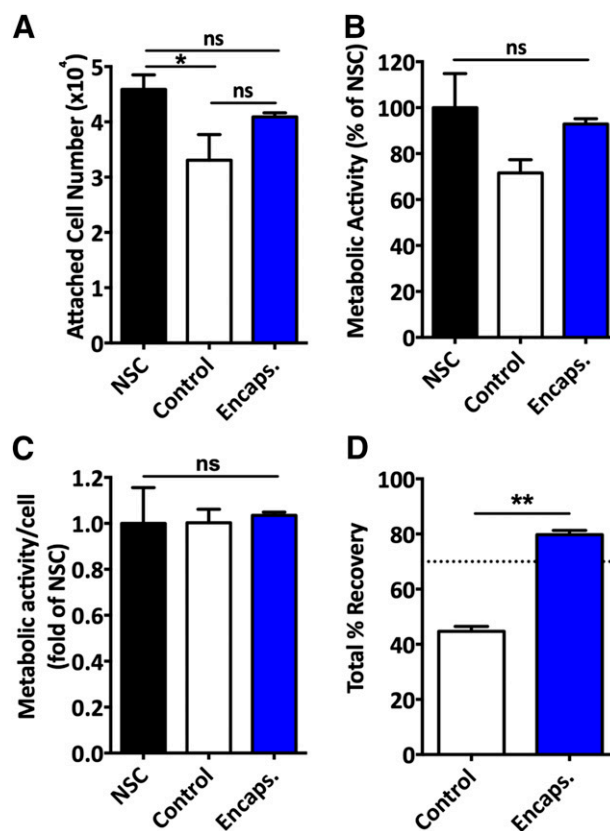 A
ns
*
ns
Attached Cell Number (x10⁴)
5
4
3
2
1
0
NSC
Control
Encaps.
B
ns
Metabolic Activity (% of NSC)
120
100
80
60
40
20
0
NSC
Control
Encaps.
C
ns
Metabolic activity/cell
(fold of NSC)
1.2
1.0
0.8
0.6
0.4
0.2
0.0
NSC
Control
Encaps.
D
**
Total % Recovery
100
80
60
40
20
0
Control
Encaps.